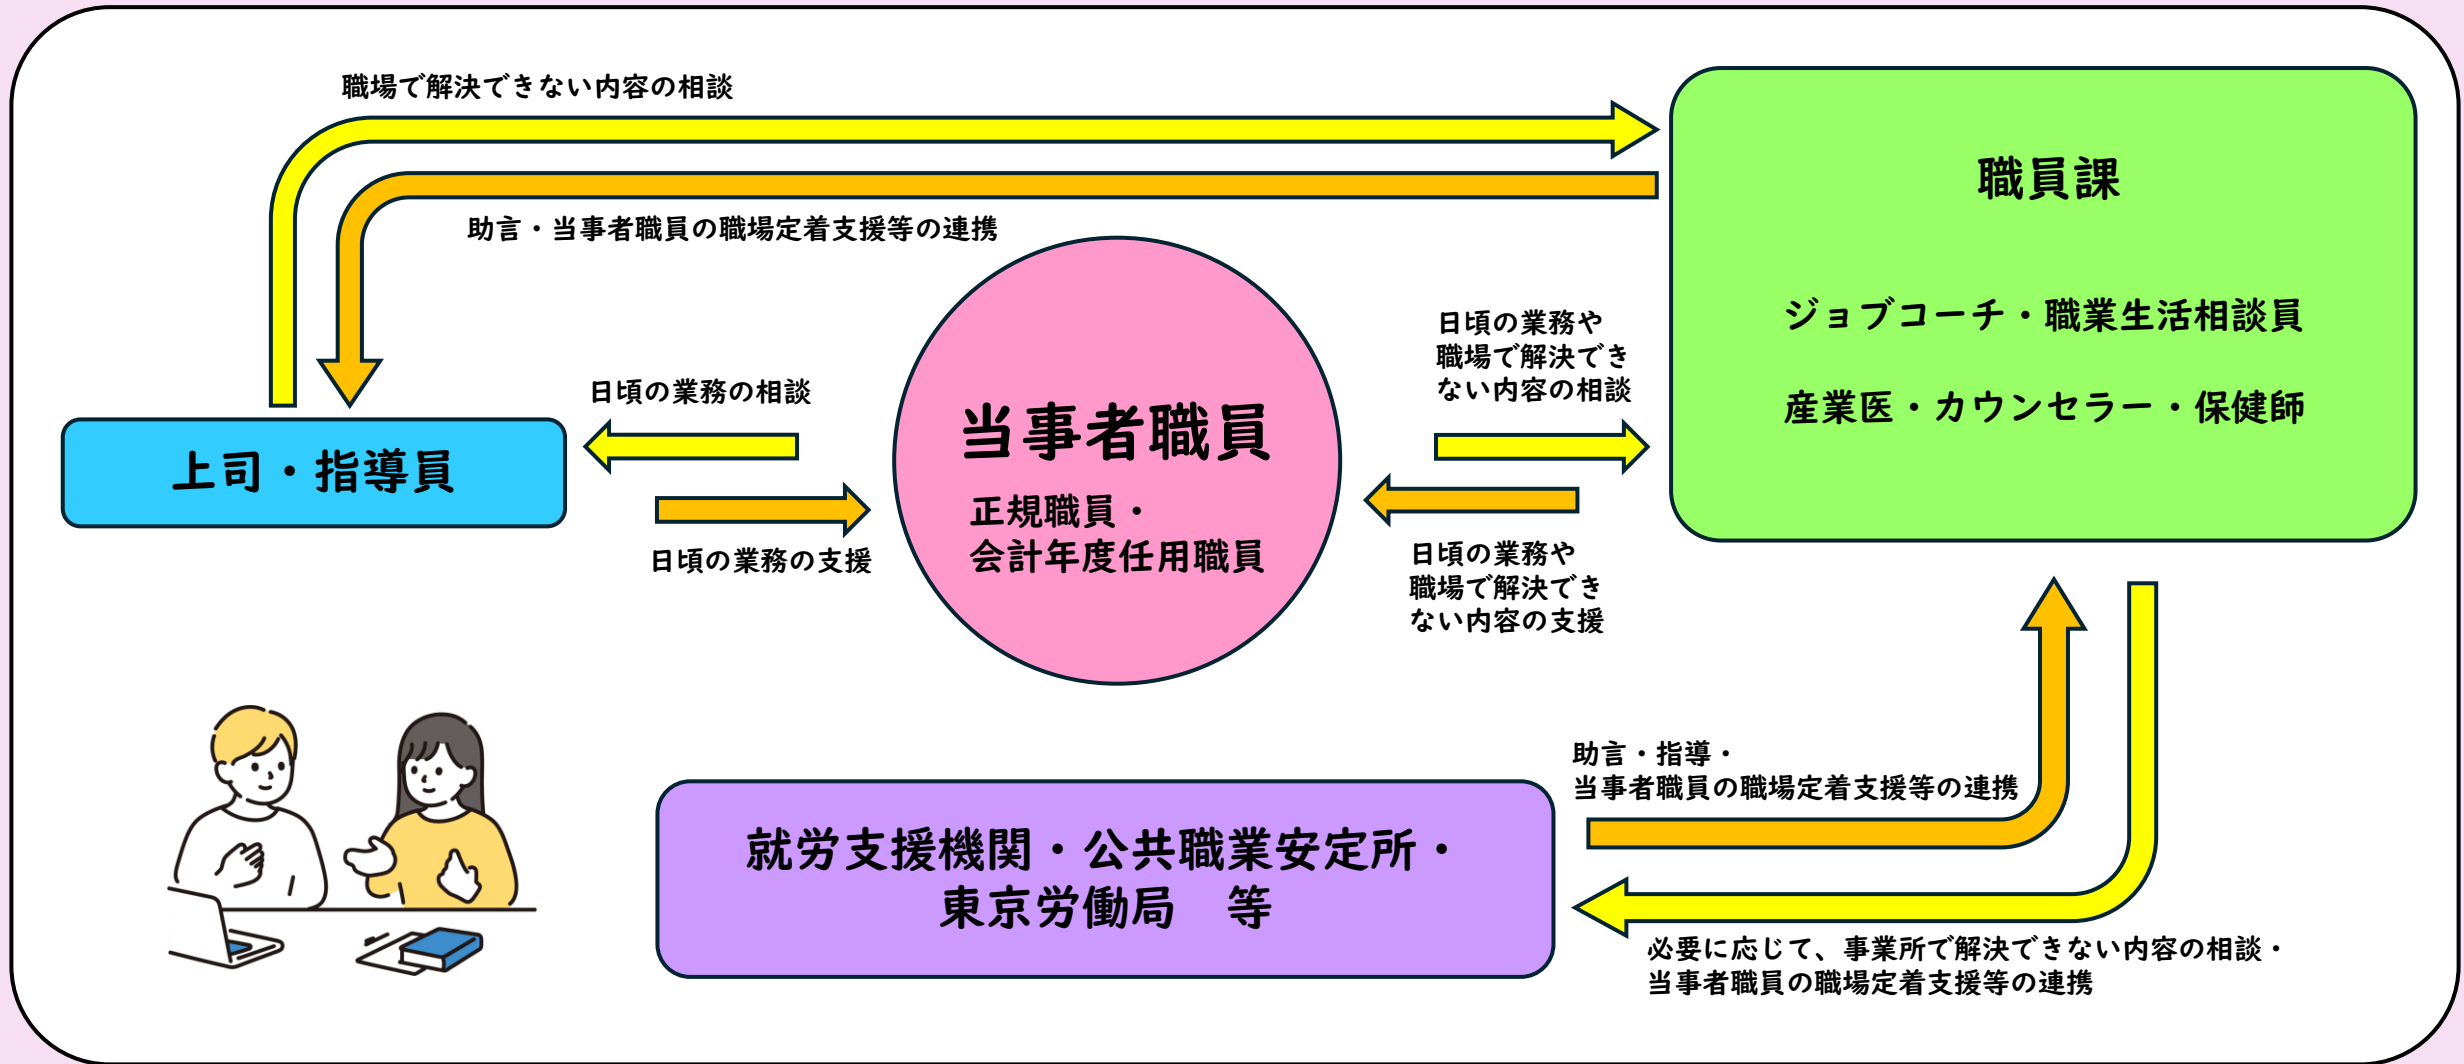 職場で解決できない内容の相談
助言・当事者職員の職場定着支援等の連携
職員課
ジョブコーチ・職業生活相談員
産業医・カウンセラー・保健師
上司・指導員
日頃の業務の相談
日頃の業務の支援
当事者職員
正規職員・
会計年度任用職員
日頃の業務や
職場で解決でき
ない内容の相談
日頃の業務や
職場で解決でき
ない内容の支援
就労支援機関・公共職業安定所・
東京労働局　等
助言・指導・
当事者職員の職場定着支援等の連携
必要に応じて、事業所で解決できない内容の相談・
当事者職員の職場定着支援等の連携